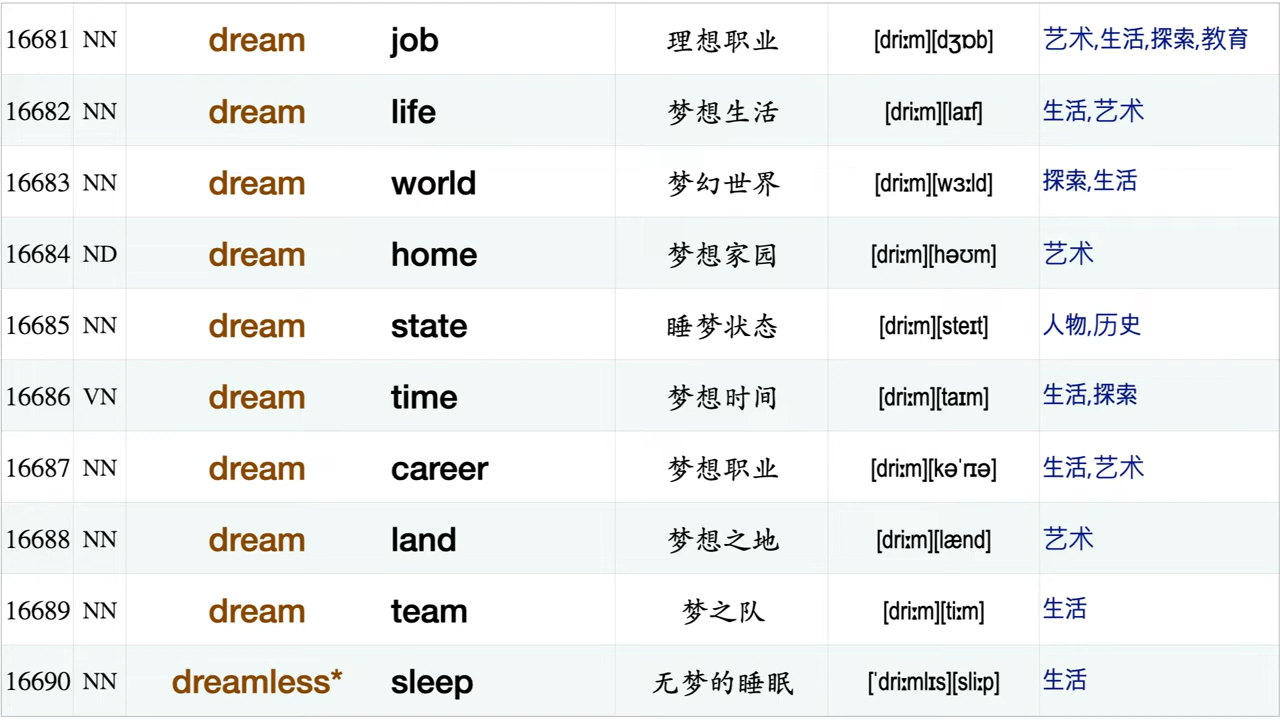 16681 NN dream job 理想职业 [driːm][dʒɒb] 艺术,生活,探索,教育
16682 NN dream life 梦想生活 [driːm][laɪf] 生活,艺术
16683 NN dream world 梦幻世界 [driːm][wɜːld] 探索,生活
16684 ND dream home 梦想家园 [driːm][həʊm] 艺术
16685 NN dream state 睡梦状态 [driːm][steɪt] 人物,历史
16686 VN dream time 梦想时间 [driːm][taɪm] 生活,探索
16687 NN dream career 梦想职业 [driːm][kəˈrɪə] 生活,艺术
16688 NN dream land 梦想之地 [driːm][lænd] 艺术
16689 NN dream team 梦之队 [driːm][tiːm] 生活
16690 NN dreamless* sleep 无梦的睡眠 [ˈdriːmlɪs][sliːp] 生活